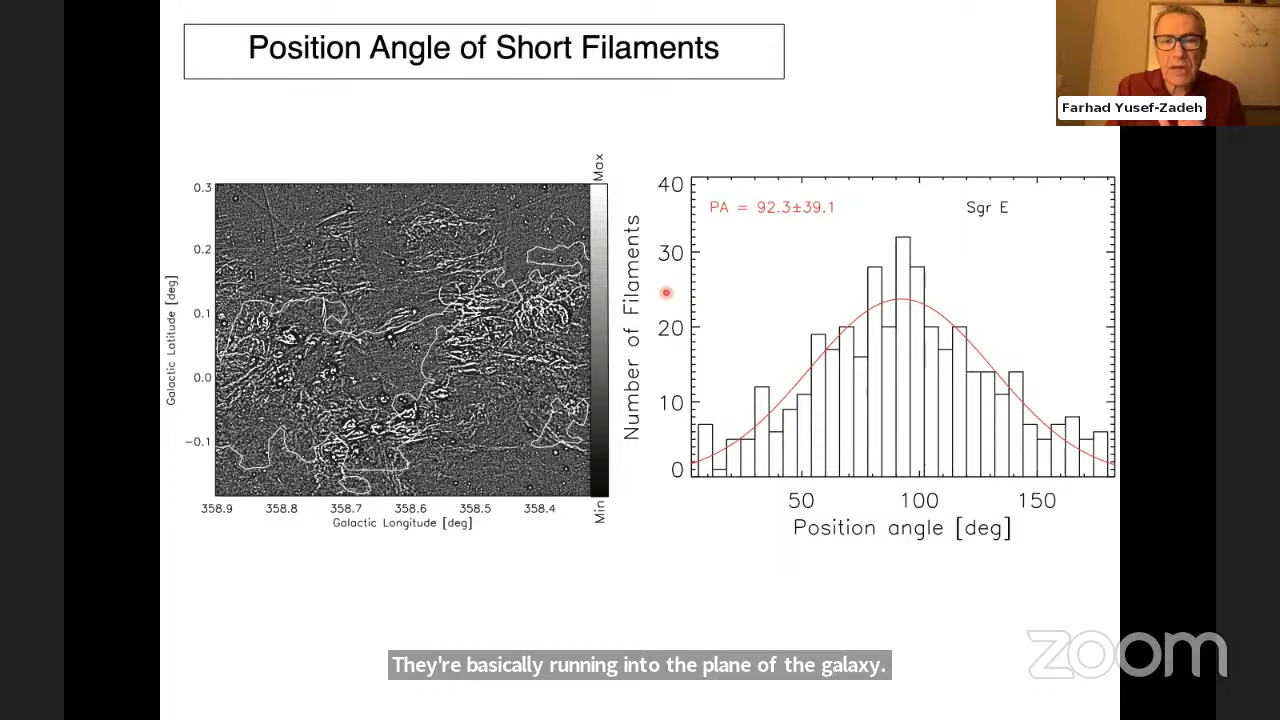 Position Angle of Short Filaments
Farhad Yusef-Zadeh
Max
0.3
0.2
0.1
0.0
−0.1
Galactic Latitude [deg]
358.9 358.8 358.7 358.6 358.5 358.4
Galactic Longitude [deg]
Min
40
30
20
10
0
Number of Filaments
PA = 92.3±39.1
Sgr E
50 100 150
Position angle [deg]
They're basically running into the plane of the galaxy.
zoom